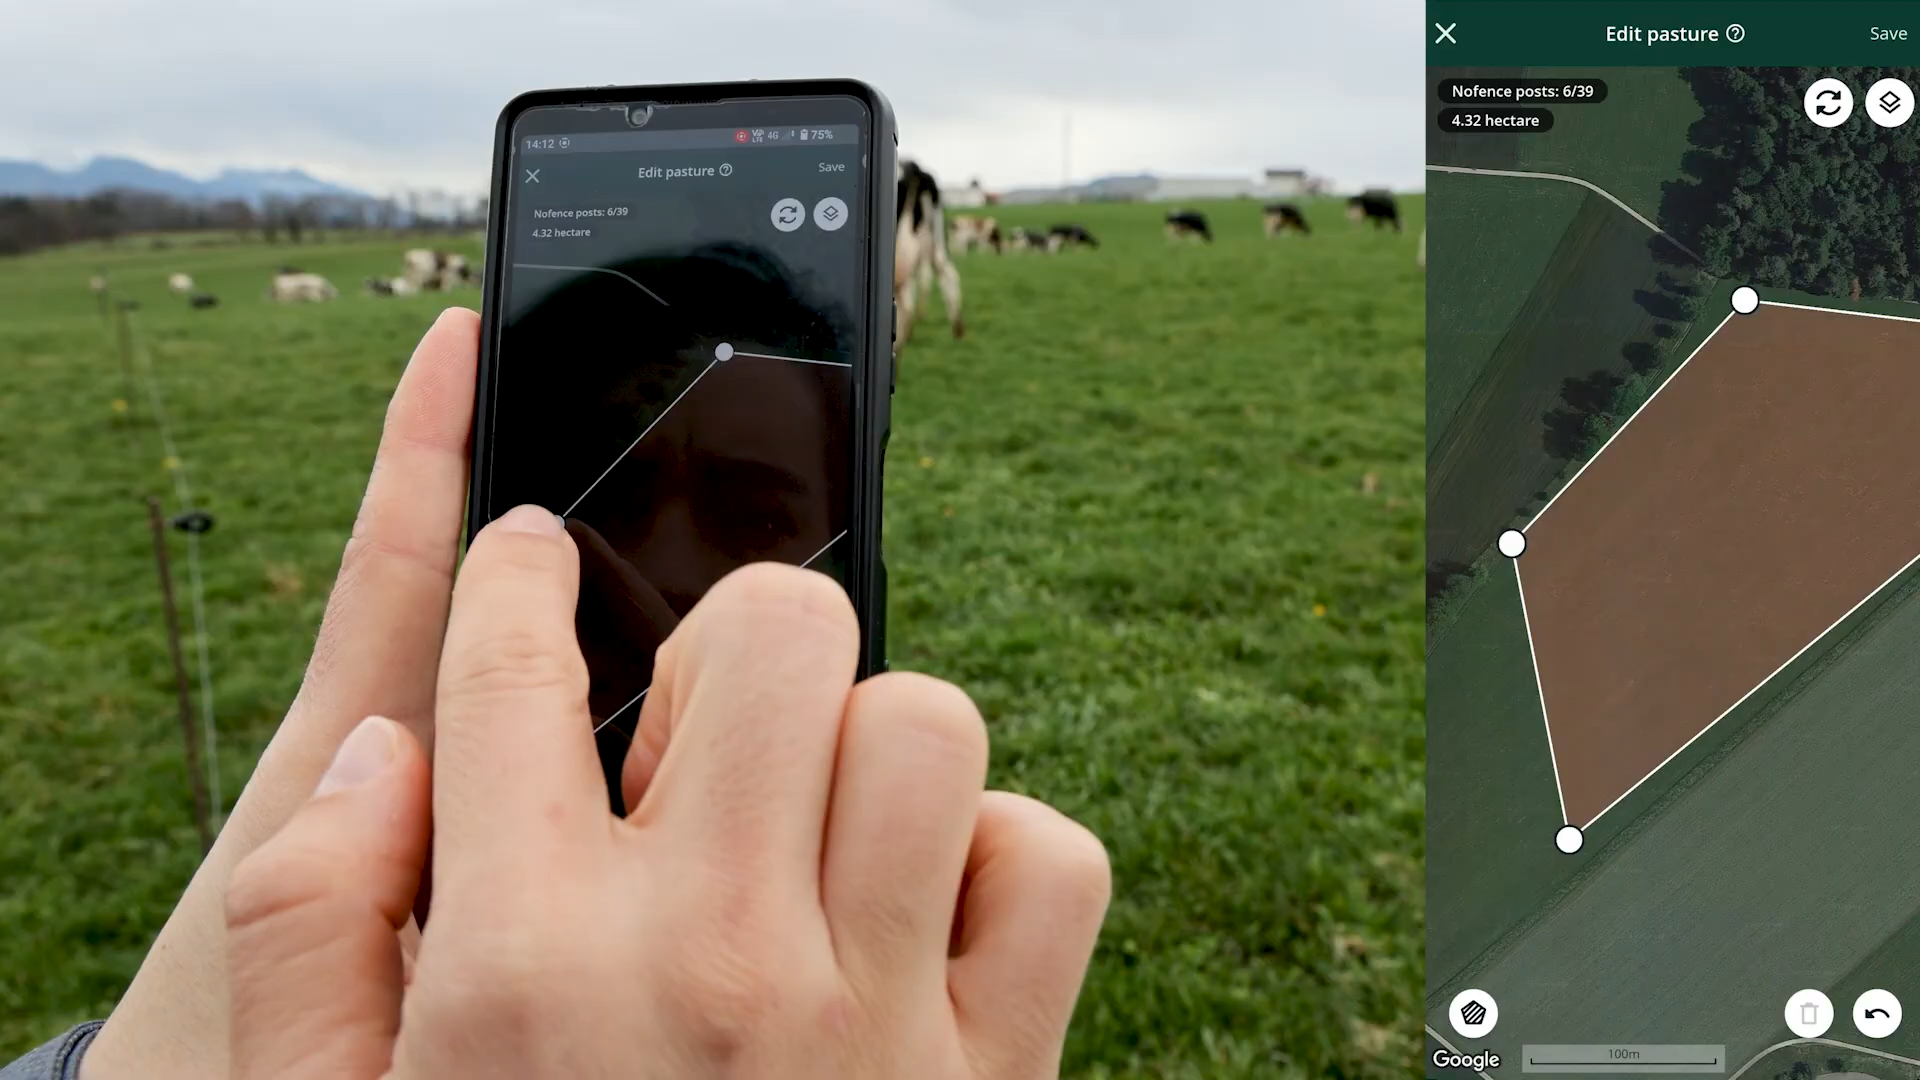 14:12
4G
75%
Edit pasture
Save
Nofence posts: 6/39
4.32 hectare
Edit pasture
Save
Nofence posts: 6/39
4.32 hectare
Google
100m